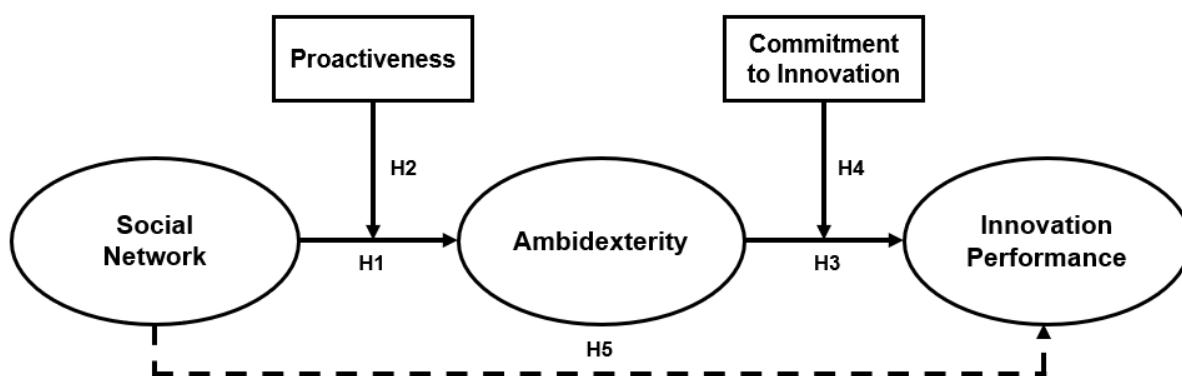 Proactiveness
Commitment
to Innovation
H2
H4
Social
Network
H1
Ambidexterity
H3
Innovation
Performance
H5